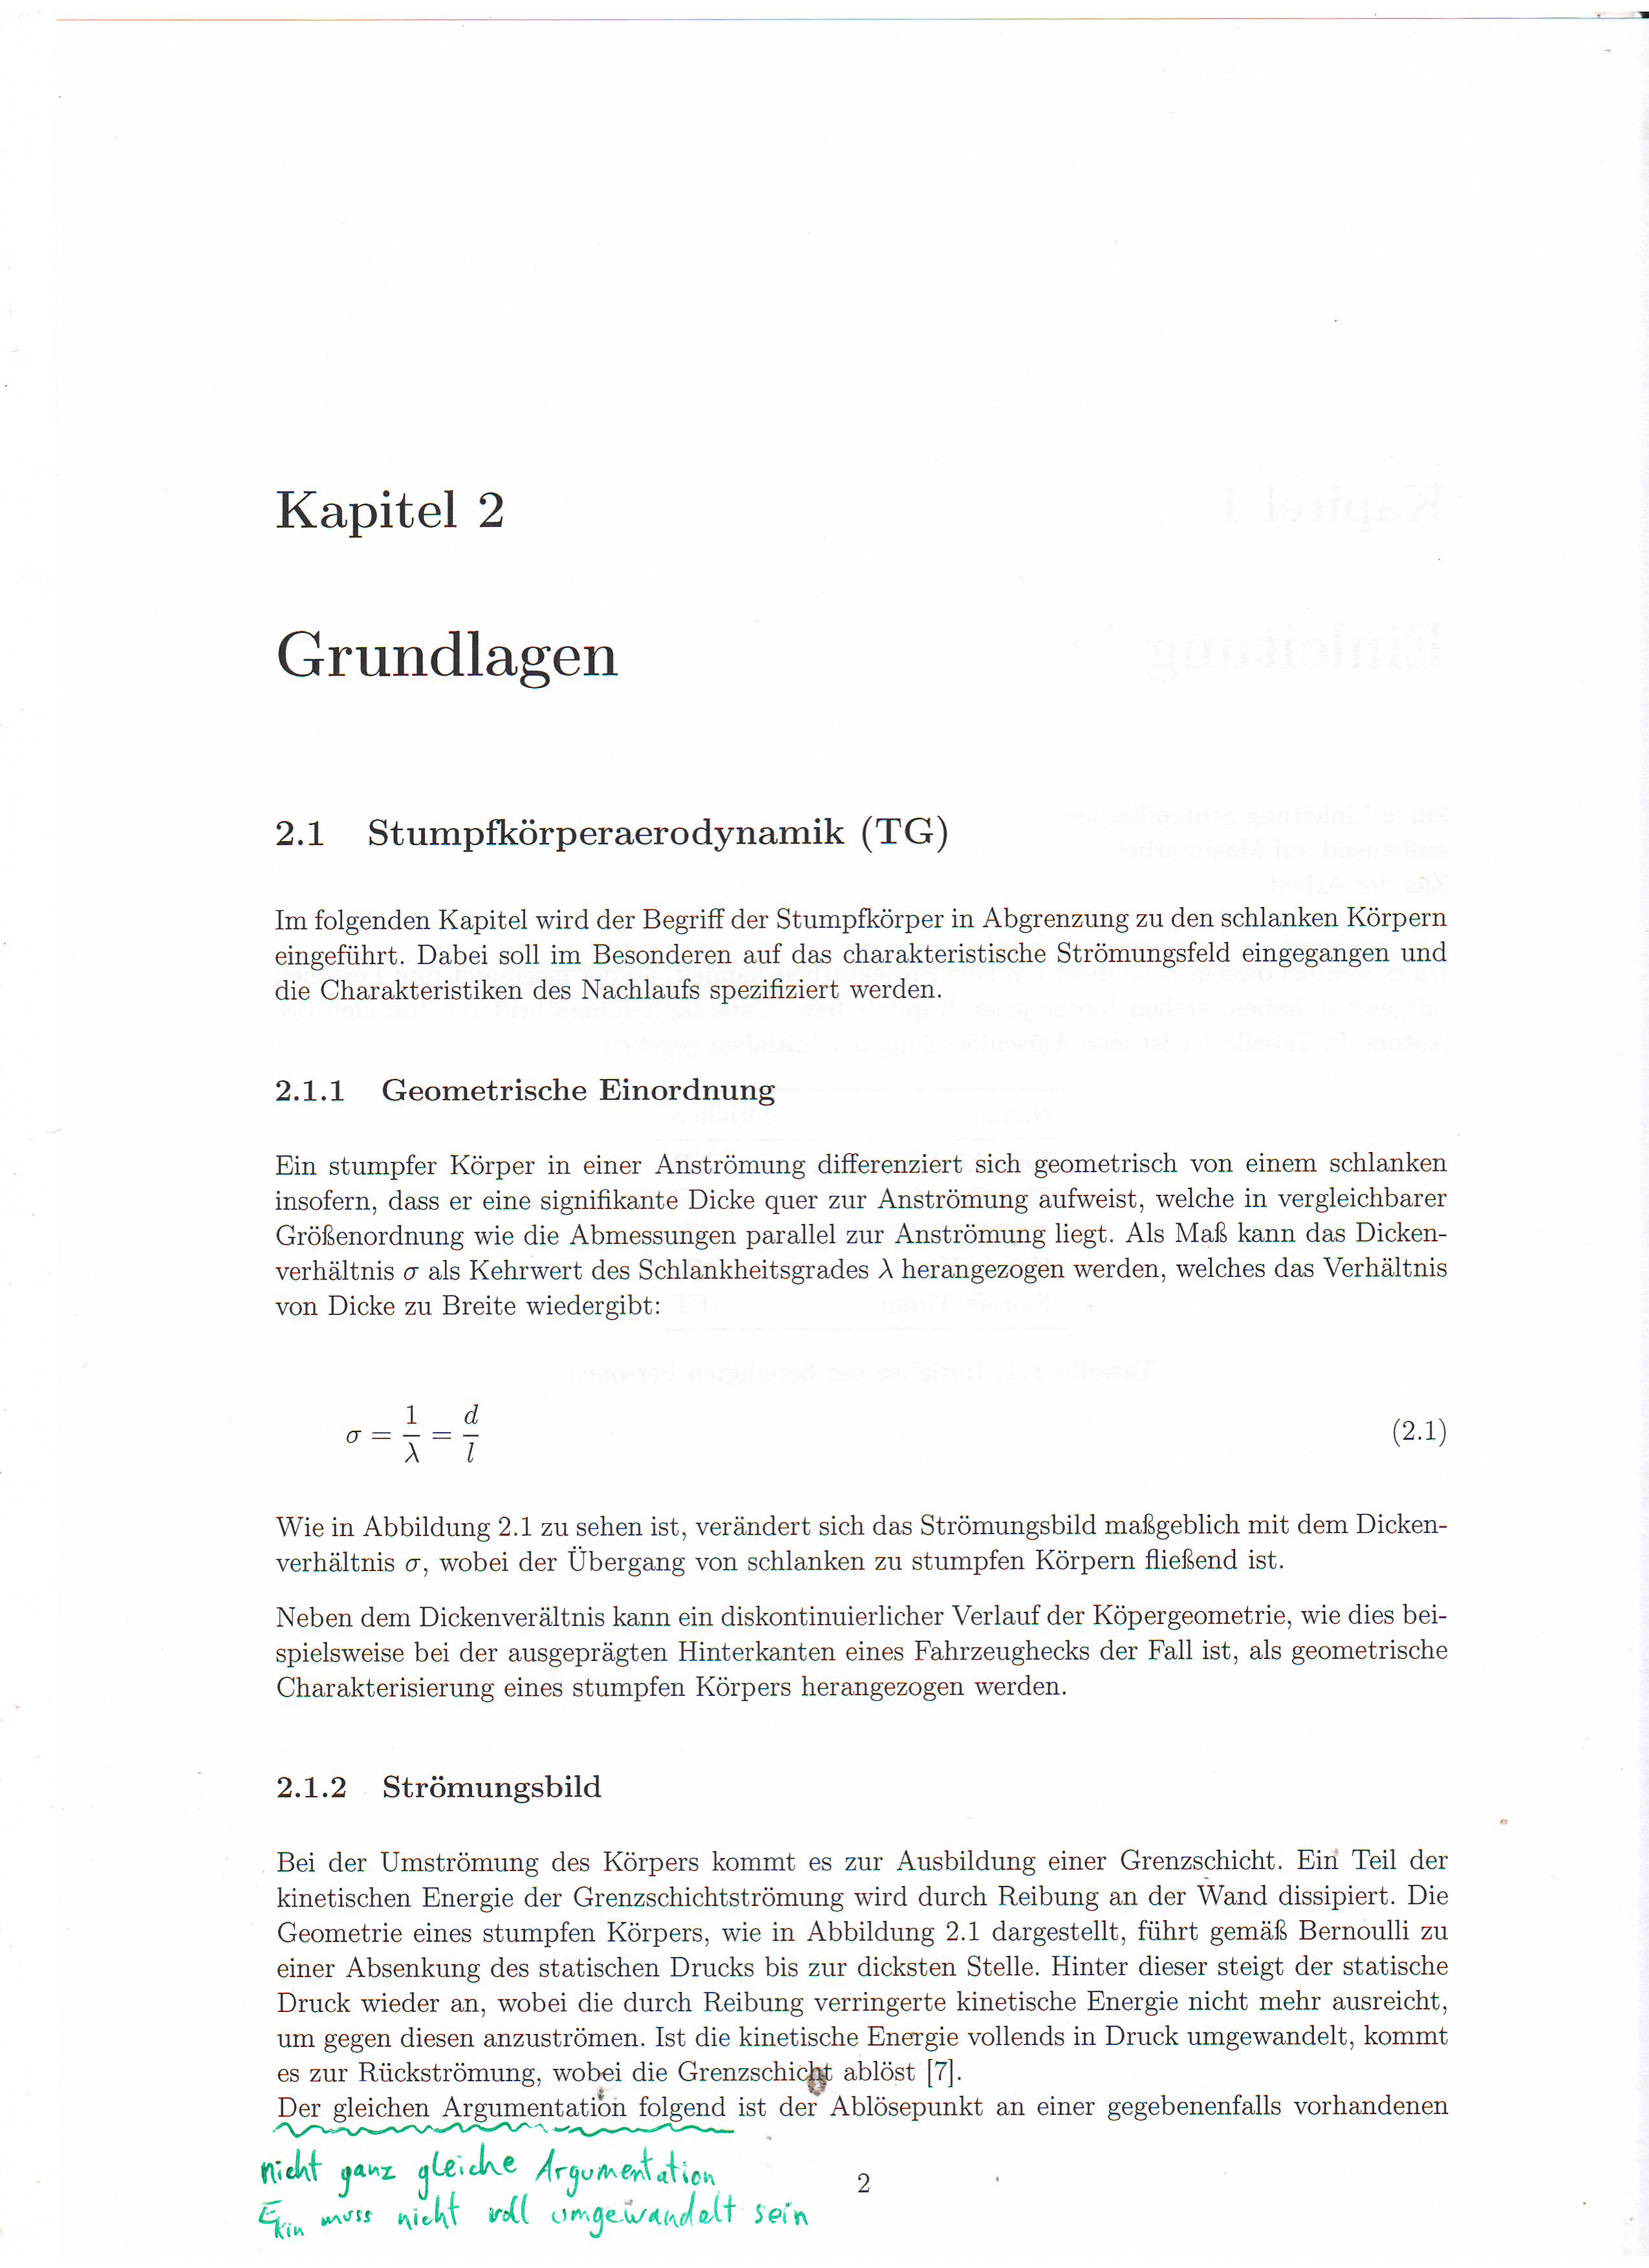 Kapitel 2
Grundlagen
2.1 Stumpfkörperaerodynamik (TG)
Im folgenden Kapitel wird der Begriff der Stumpfkörper in Abgrenzung zu den schlanken Körpern
eingeführt. Dabei soll im Besonderen auf das charakteristische Strömungsfeld eingegangen und
die Charakteristiken des Nachlaufs spezifiziert werden.
2.1.1 Geometrische Einordnung
Ein stumpfer Körper in einer Anströmung differenziert sich geometrisch von einem schlanken
insofern, dass er eine signifikante Dicke quer zur Anströmung aufweist, welche in vergleichbarer
Größenordnung wie die Abmessungen parallel zur Anströmung liegt. Als Maß kann das Dicken-
verhältnis σ als Kehrwert des Schlankheitsgrades λ herangezogen werden, welches das Verhältnis
von Dicke zu Breite wiedergibt:
σ = 1/λ = d/l (2.1)
Wie in Abbildung 2.1 zu sehen ist, verändert sich das Strömungsbild maßgeblich mit dem Dicken-
verhältnis σ, wobei der Übergang von schlanken zu stumpfen Körpern fließend ist.
Neben dem Dickenverältnis kann ein diskontinuierlicher Verlauf der Köpergeometrie, wie dies bei-
spielsweise bei der ausgeprägten Hinterkanten eines Fahrzeughecks der Fall ist, als geometrische
Charakterisierung eines stumpfen Körpers herangezogen werden.
2.1.2 Strömungsbild
Bei der Umströmung des Körpers kommt es zur Ausbildung einer Grenzschicht. Ein Teil der
kinetischen Energie der Grenzschichtströmung wird durch Reibung an der Wand dissipiert. Die
Geometrie eines stumpfen Körpers, wie in Abbildung 2.1 dargestellt, führt gemäß Bernoulli zu
einer Absenkung des statischen Drucks bis zur dicksten Stelle. Hinter dieser steigt der statische
Druck wieder an, wobei die durch Reibung verringerte kinetische Energie nicht mehr ausreicht,
um gegen diesen anzuströmen. Ist die kinetische Energie vollends in Druck umgewandelt, kommt
es zur Rückströmung, wobei die Grenzschicht ablöst [7].
Der gleichen Argumentation folgend ist der Ablösepunkt an einer gegebenenfalls vorhandenen
nicht ganz gleiche Argumentation
E_kin muss nicht voll umgewandelt sein
2